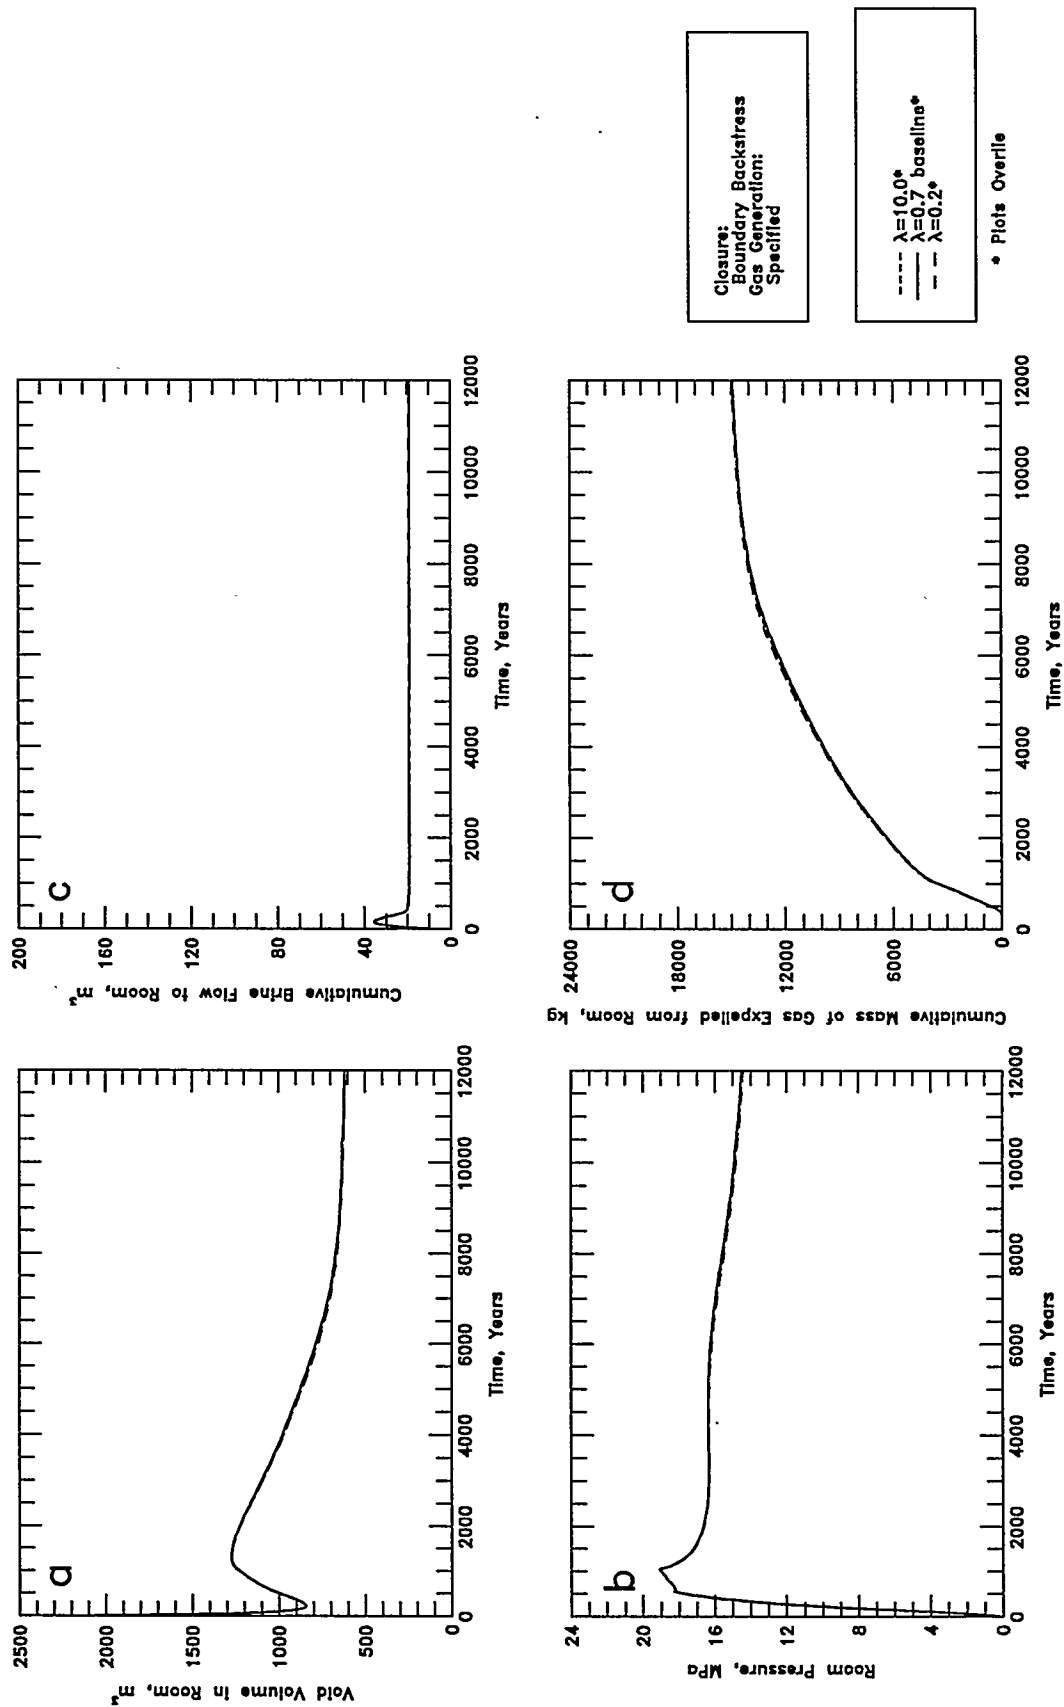 a
2500
2000
1500
1000
500
0
Void Volume in Room, m³
0 2000 4000 6000 8000 10000 12000
Time, Years
c
200
160
120
80
40
0
Cumulative Brine Flow to Room, m³
0 2000 4000 6000 8000 10000 12000
Time, Years
b
24
20
16
12
8
4
0
Room Pressure, MPa
0 2000 4000 6000 8000 10000 12000
Time, Years
d
24000
18000
12000
6000
0
Cumulative Mass of Gas Expelled from Room, kg
0 2000 4000 6000 8000 10000 12000
Time, Years
Closure:
Boundary Backstress
Gas Generation:
Specified
λ=10.0*
λ=0.7 baseline*
λ=0.2*
* Plots Overlie